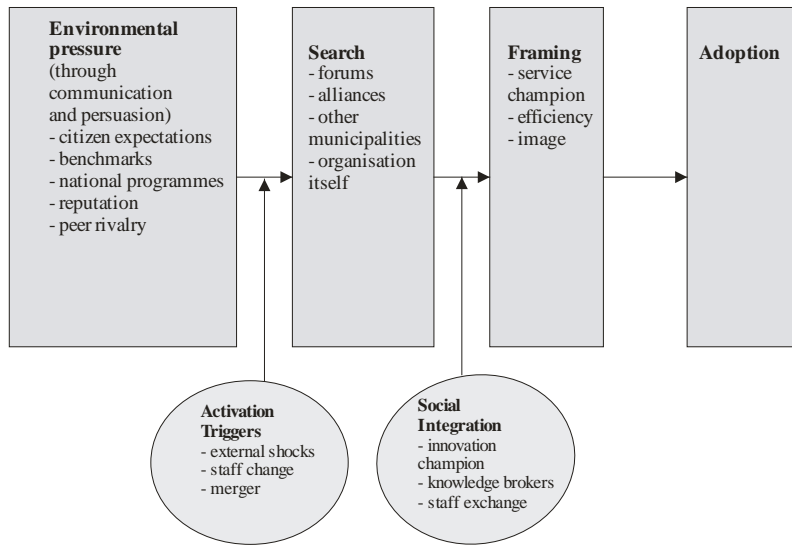 Environmental
pressure
(through
communication
and persuasion)
- citizen expectations
- benchmarks
- national programmes
- reputation
- peer rivalry
Search
- forums
- alliances
- other
municipalities
- organisation
itself
Framing
- service
champion
- efficiency
- image
Adoption
Activation
Triggers
- external shocks
- staff change
- merger
Social
Integration
- innovation
champion
- knowledge brokers
- staff exchange